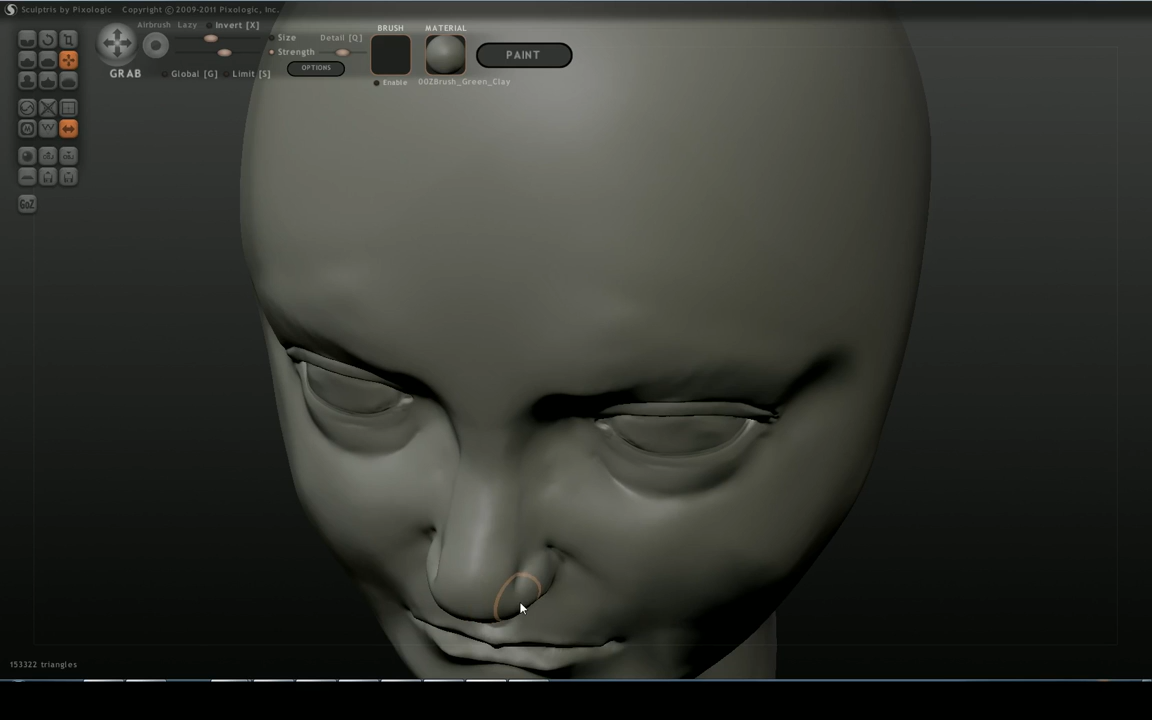 Sculptris by Pixologic Copyright © 2009-2011 Pixologic, Inc.
Airbrush Lazy Invert [X]
BRUSH MATERIAL
Size Detail [Q]
Strength
PAINT
OPTIONS
GRAB Global [G] Limit [S]
Enable 00ZBrush_Green_Clay
GoZ
153322 triangles